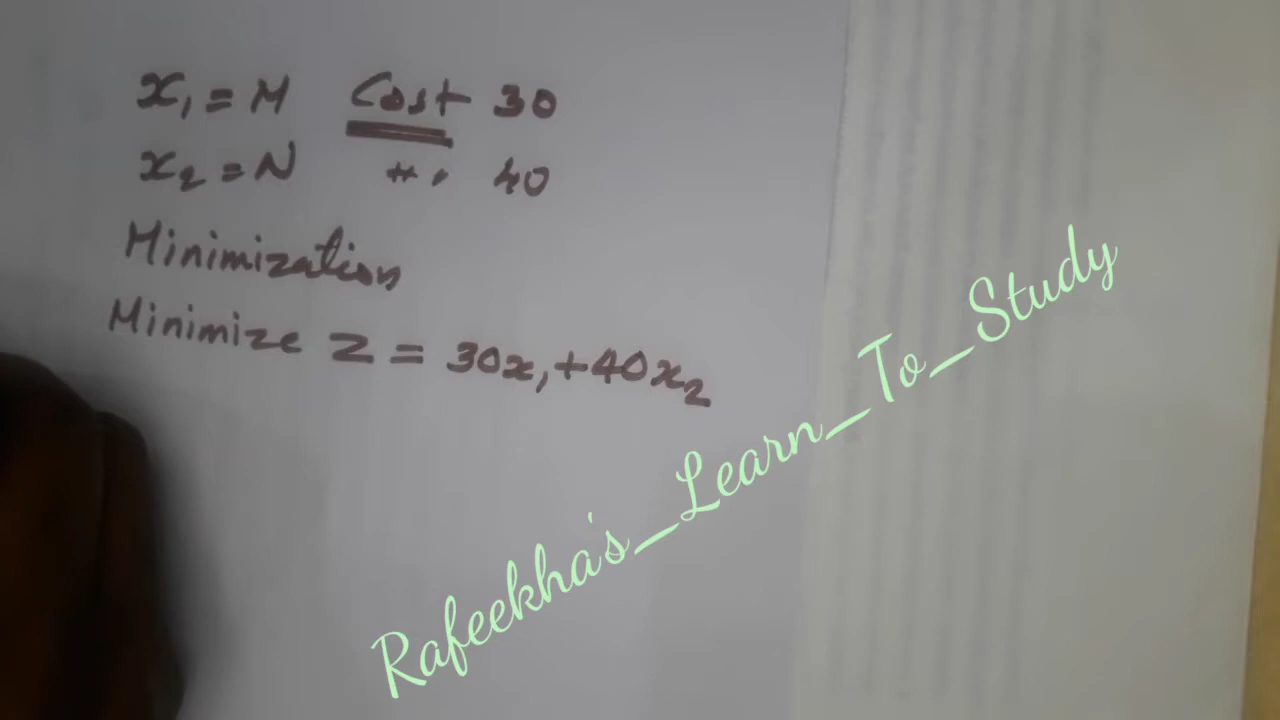 x₁ = M Cost 30
x₂ = N 40
Minimization
Minimize Z = 30x₁ + 40x₂
Rafeekha's_Learn_To_Study